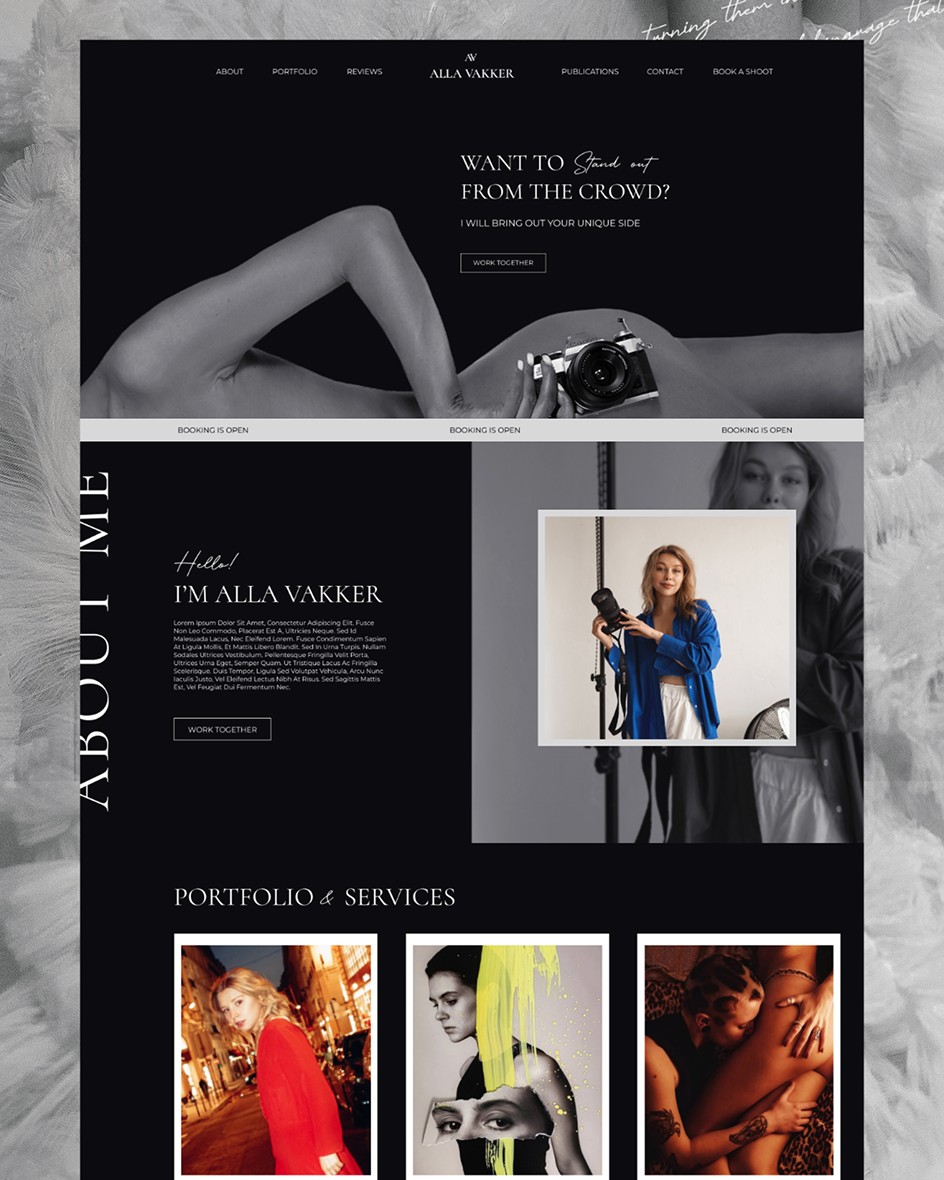 turning them in
language that
AV
ABOUT PORTFOLIO REVIEWS ALLA VAKKER PUBLICATIONS CONTACT BOOK A SHOOT
WANT TO Stand out
FROM THE CROWD?
I WILL BRING OUT YOUR UNIQUE SIDE
WORK TOGETHER
BOOKING IS OPEN BOOKING IS OPEN BOOKING IS OPEN
ABOUT ME
Hello!
I'M ALLA VAKKER
Lorem Ipsum Dolor Sit Amet, Consectetur Adipiscing Elit. Fusce
Non Leo Commodo, Placerat Est A, Ultricies Neque. Sed Id
Malesuada Lacus, Nec Eleifend Lorem. Fusce Condimentum Sapien
At Ligula Mollis, Et Mattis Libero Blandit. Sed In Urna Turpis. Nullam
Sodales Ultrices Vestibulum. Pellentesque Fringilla Velit Porta,
Ultrices Urna Eget, Semper Quam. Ut Tristique Lacus Ac Fringilla
Scelerisque. Duis Tempor, Ligula Sed Volutpat Vehicula, Arcu Nunc
Iaculis Justo, Vel Eleifend Lectus Nibh At Risus. Sed Sagittis Mattis
Est, Vel Feugiat Dui Fermentum Nec.
WORK TOGETHER
PORTFOLIO & SERVICES